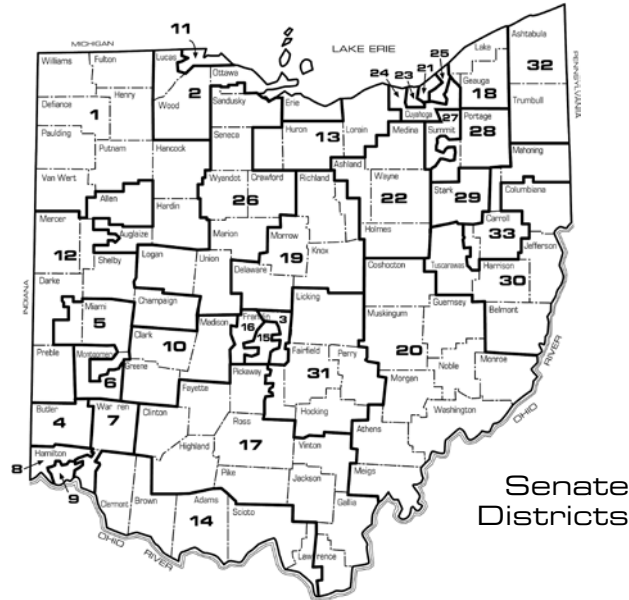 MICHIGAN
LAKE ERIE
PENNSYLVANIA
INDIANA
OHIO RIVER
OHIO RIVER
11
Williams
Fulton
Lucas
Ottawa
24
23
21
25
Lake
Ashtabula
32
Defiance
Henry
1
Wood
2
Sandusky
Erie
Cuyahoga
Geauga
18
Trumbull
Paulding
Putnam
Hancock
Seneca
Huron
13
Lorain
Medina
Summit
27
Portage
28
Mahoning
Van Wert
Allen
Hardin
Wyandot
Crawford
26
Richland
Ashland
Wayne
22
Stark
29
Columbiana
Mercer
Auglaize
Marion
Morrow
19
Knox
Holmes
Carroll
33
Jefferson
12
Shelby
Logan
Union
Delaware
Coshocton
Tuscarawas
Harrison
30
Darke
Miami
5
Champaign
Madison
Franklin
3
16
15
Licking
Muskingum
Guernsey
Belmont
Preble
Montgomery
6
Clark
10
Greene
Pickaway
Fairfield
Perry
31
20
Noble
Monroe
Morgan
Butler
4
Warren
7
Clinton
Fayette
Ross
Hocking
Athens
Washington
8
Hamilton
9
Highland
17
Vinton
Meigs
Clermont
Brown
Adams
14
Pike
Scioto
Jackson
Gallia
Lawrence
Senate
Districts